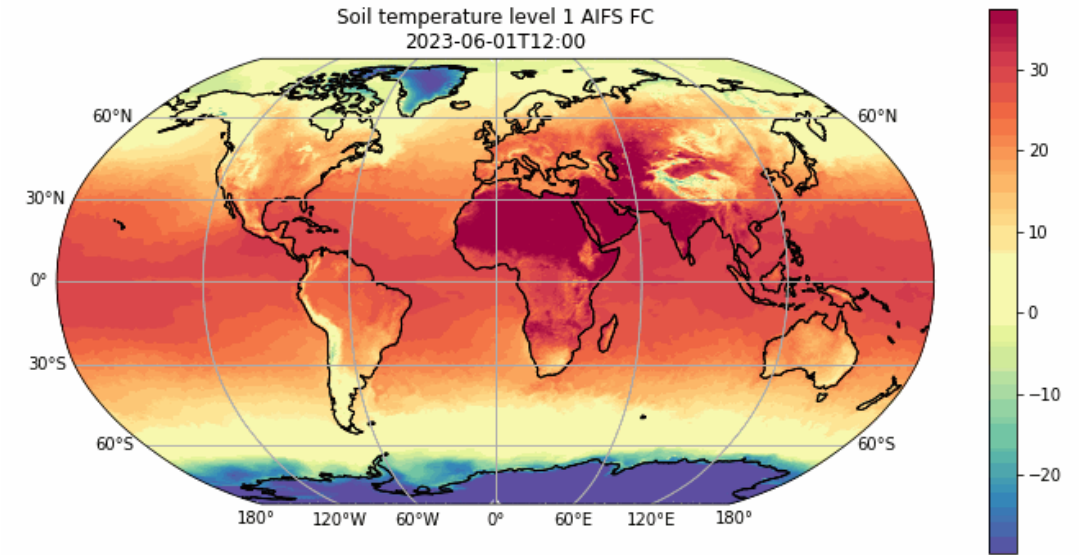 Soil temperature level 1 AIFS FC
2023-06-01T12:00
60°N 60°N
30°N
0°
30°S
60°S 60°S
180° 120°W 60°W 0° 60°E 120°E 180°
30
20
10
0
−10
−20